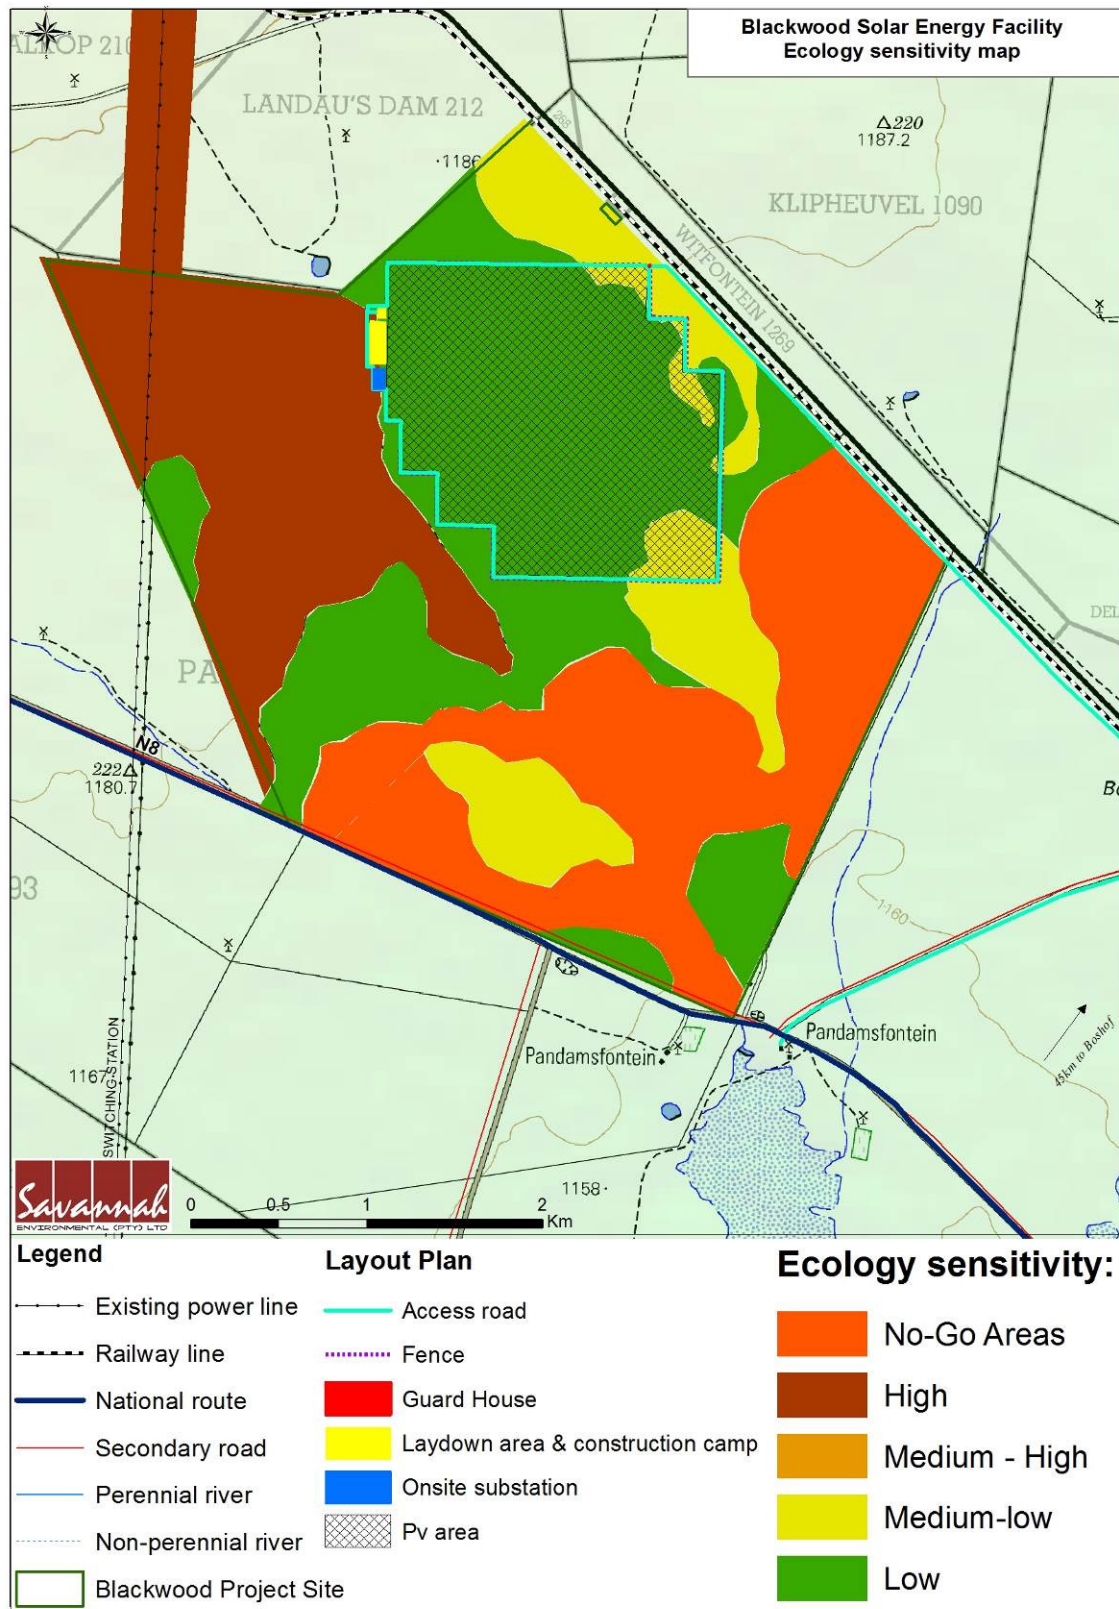 Blackwood Solar Energy Facility
Ecology sensitivity map
LANDAU'S DAM 212
·1186
268
△220
1187.2
KLIPHEUVEL 1090
WITFONTEIN 1269
DEL
PA
N8
222△
1180.7
93
1160
Pandamsfontein
Pandamsfontein
45km to Boshof
1167
SWITCHING STATION
1158·
Savannah
ENVIRONMENTAL (PTY) LTD
0 0.5 1 2
Km
Legend
Existing power line
Railway line
National route
Secondary road
Perennial river
Non-perennial river
Blackwood Project Site
Layout Plan
Access road
Fence
Guard House
Laydown area & construction camp
Onsite substation
Pv area
Ecology sensitivity:
No-Go Areas
High
Medium - High
Medium-low
Low